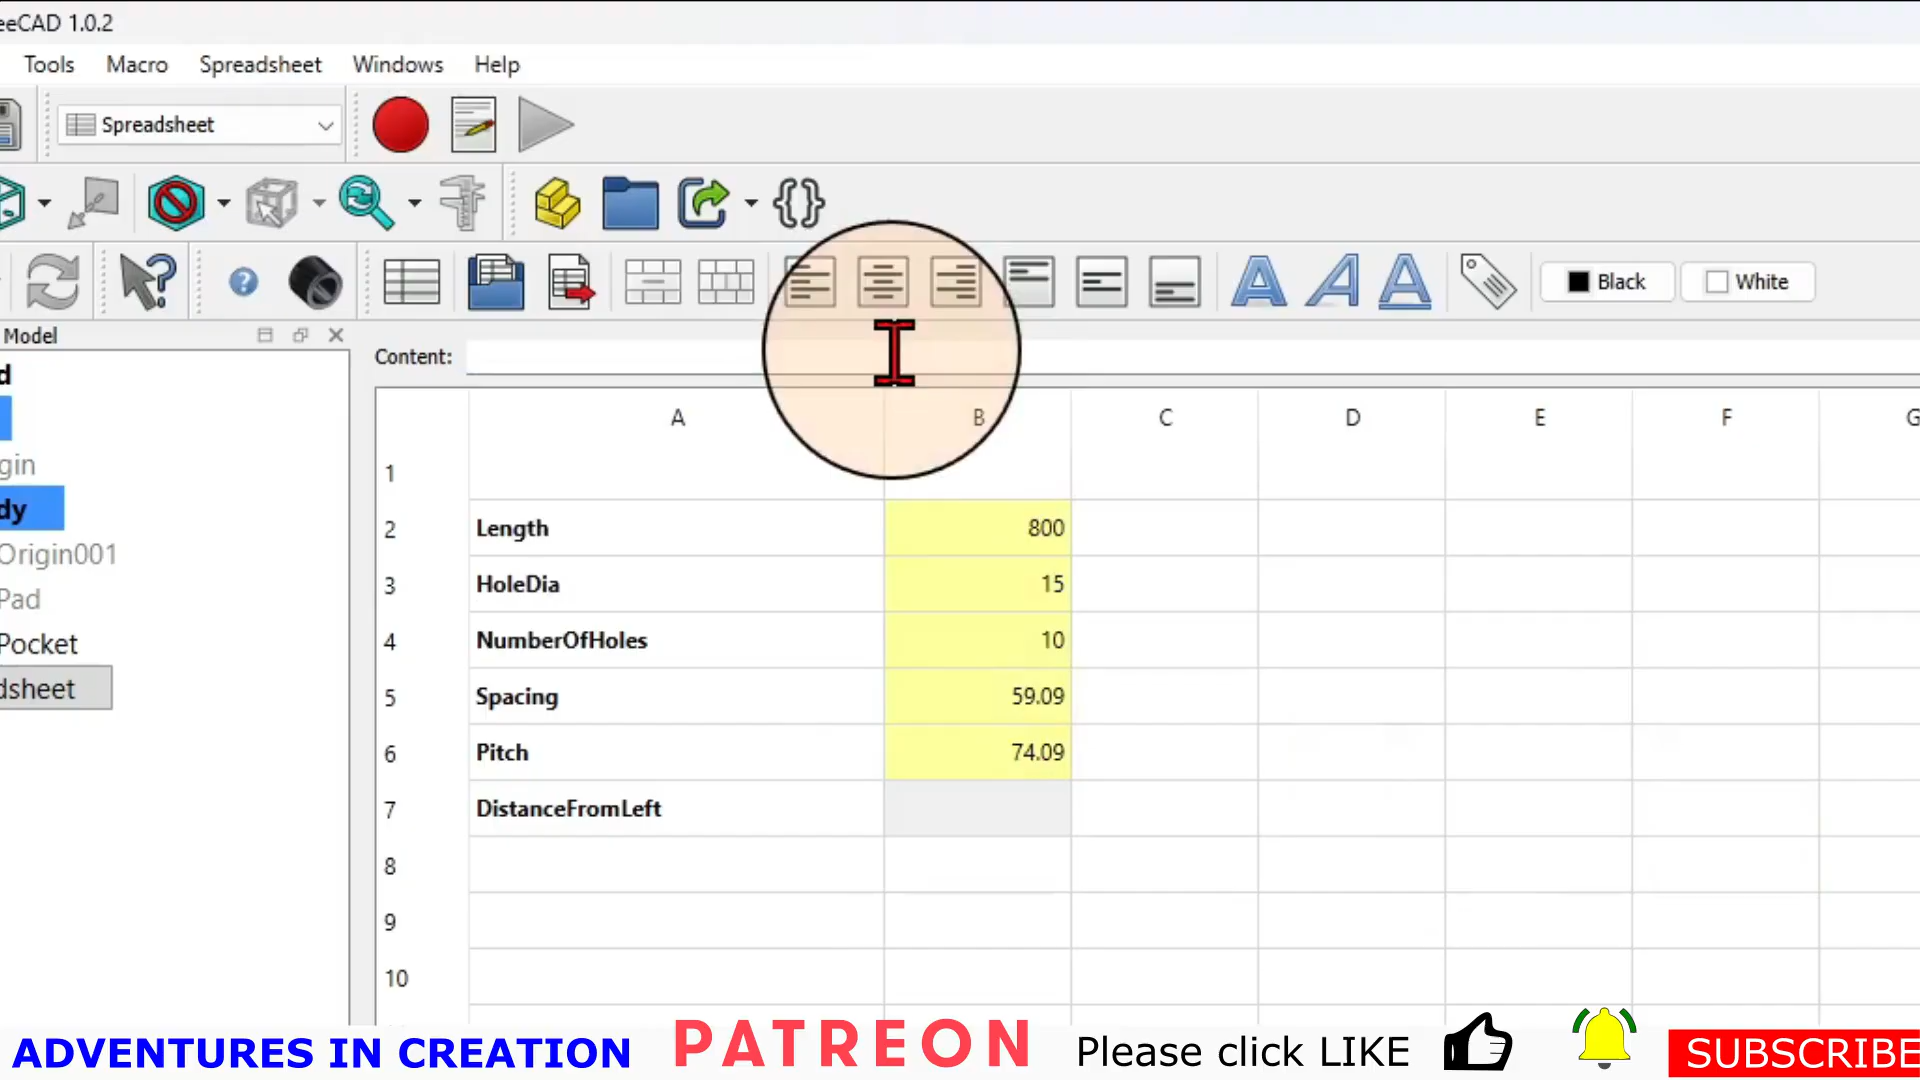 eeCAD 1.0.2
Tools Macro Spreadsheet Windows Help
Spreadsheet
Black White
Model
Content:
d
A B C D E F G
gin
1
dy
2 Length 800
Origin001
3 HoleDia 15
Pad
4 NumberOfHoles 10
Pocket
5 Spacing 59.09
dsheet
6 Pitch 74.09
7 DistanceFromLeft
8
9
10
ADVENTURES IN CREATION PATREON Please click LIKE SUBSCRIBE